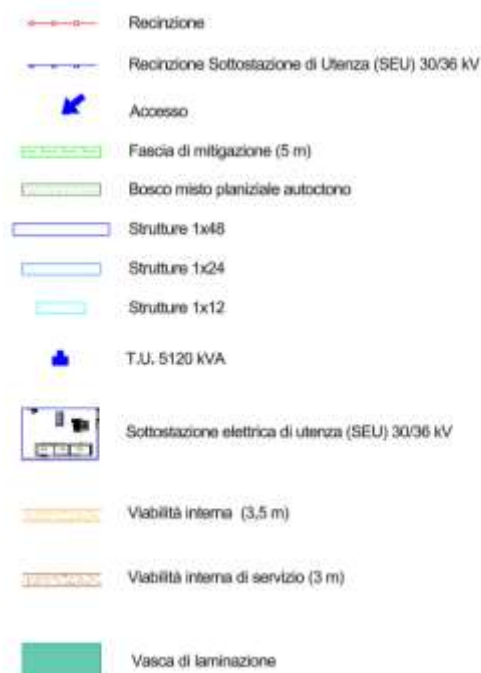 Recinzione
Recinzione Sottostazione di Utenza (SEU) 30/36 kV
Accesso
Fascia di mitigazione (5 m)
Bosco misto planiziale autoctono
Strutture 1x48
Strutture 1x24
Strutture 1x12
T.U. 5120 kVA
Sottostazione elettrica di utenza (SEU) 30/36 kV
Viabilità interna (3,5 m)
Viabilità interna di servizio (3 m)
Vasca di laminazione